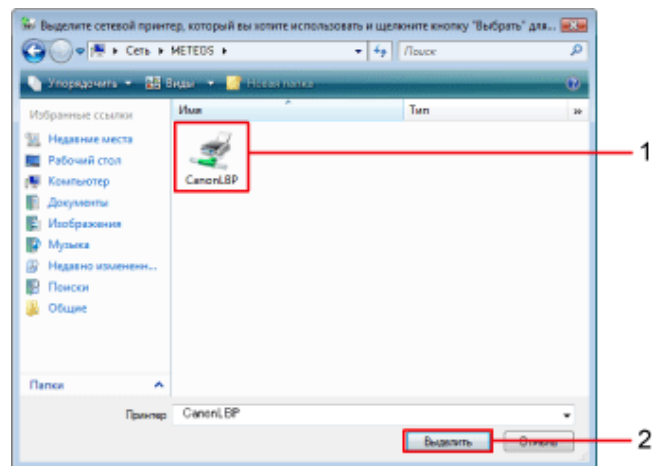 Выделите сетевой принтер, который вы хотите использовать и щелкните кнопку "Выбрать" для...
Сеть METEOS
Поиск
Упорядочить Виды Новая папка
Избранные ссылки
Имя Тип
Недавние места
Рабочий стол
Компьютер
Документы
Изображения
Музыка
Недавно изменени...
Поиски
Общие
CanonLBP
1
Папки
Принтер CanonLBP
Выделить Отмена
2